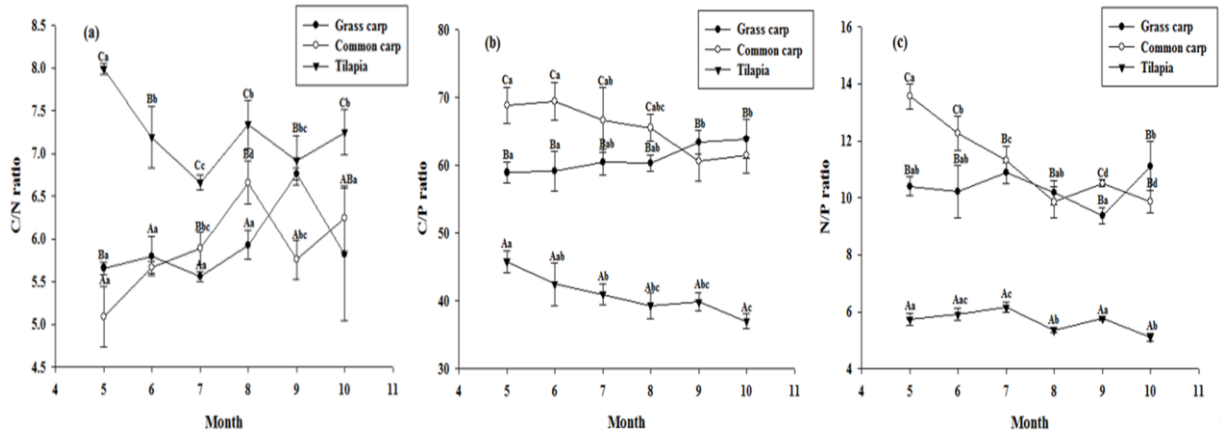 (a)
Grass carp
Common carp
Tilapia
8.5
8.0
7.5
7.0
6.5
6.0
5.5
5.0
4.5
C/N ratio
Ca
Bb
Cc
Cb
Bbc
Cb
Bd
ABa
Ba
Aa
Bbc
Aa
Aa
Abc
4
5
6
7
8
9
10
11
Month
(b)
Grass carp
Common carp
Tilapia
80
70
60
50
40
30
C/P ratio
Ca
Ca
Cab
Cabc
Bb
Bb
Ba
Ba
Bab
Bab
Aa
Aab
Ab
Abc
Abc
Ac
4
5
6
7
8
9
10
11
Month
(c)
Grass carp
Common carp
Tilapia
16
14
12
10
8
6
4
N/P ratio
Ca
Cb
Bc
Bb
Bab
Bab
Bab
Cd
Ba
Bd
Aa
Aac
Ac
Ab
Aa
Ab
4
5
6
7
8
9
10
11
Month